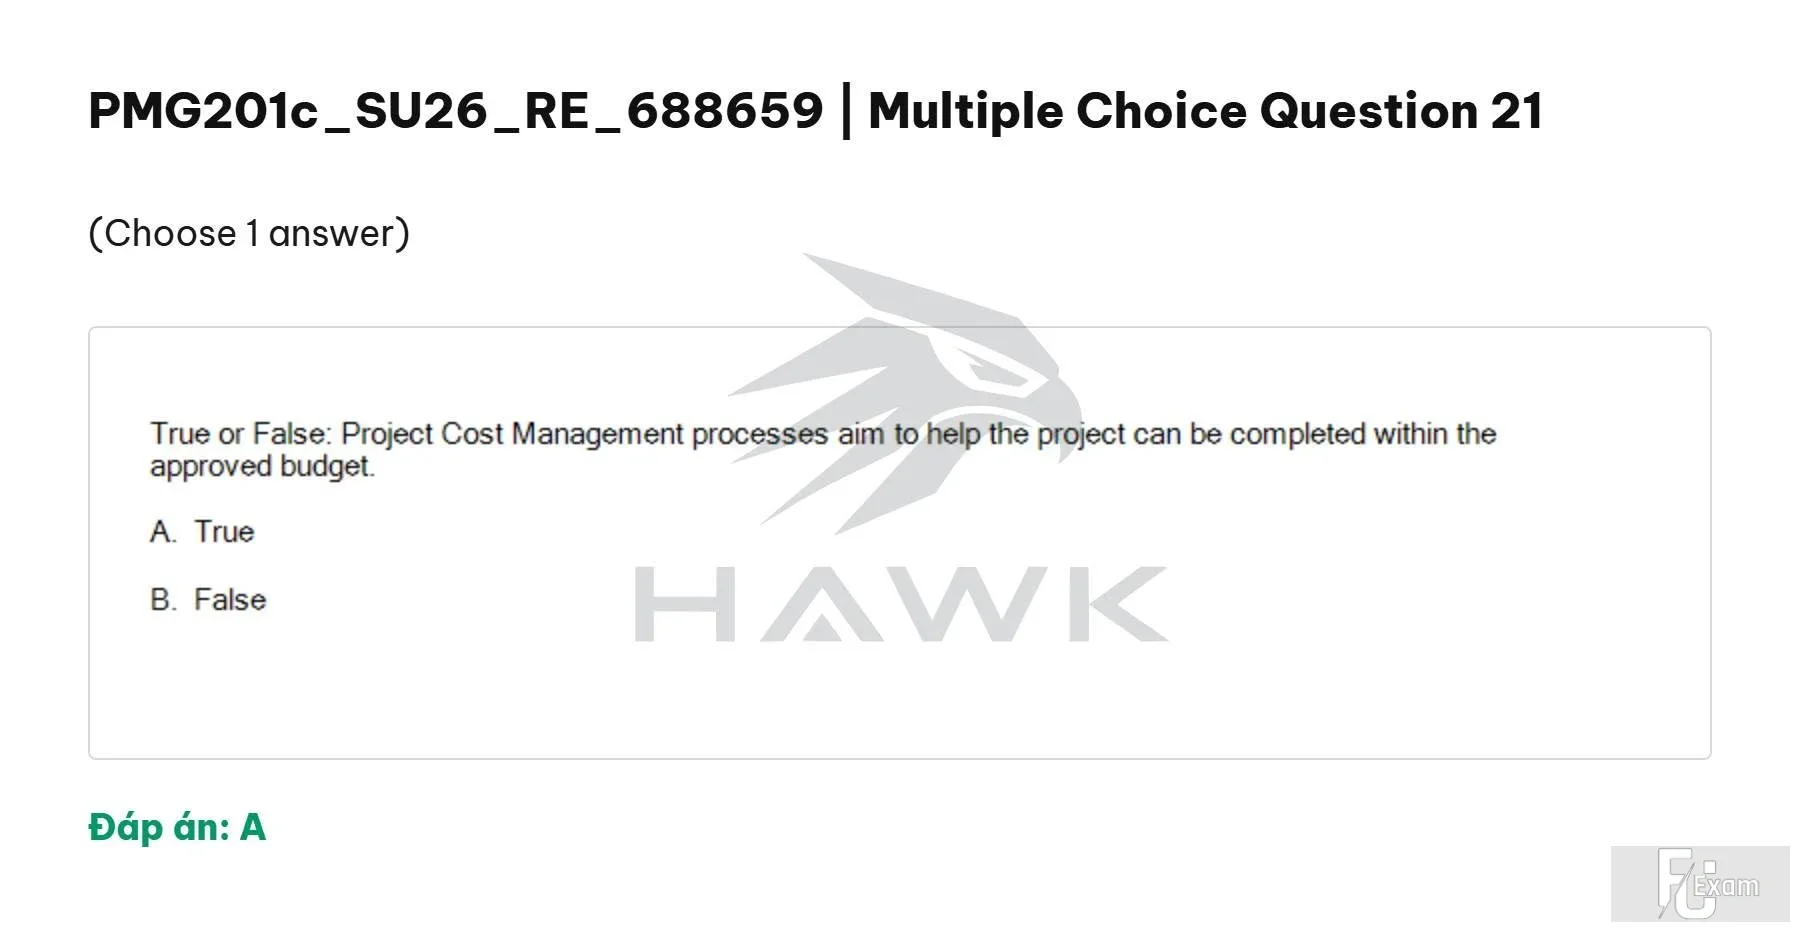 PMG201c_SU26_RE_688659 | Multiple Choice Question 21
(Choose 1 answer)
True or False: Project Cost Management processes aim to help the project can be completed within the
approved budget.
A. True
B. False
HAWK
Đáp án: A
FU Exam